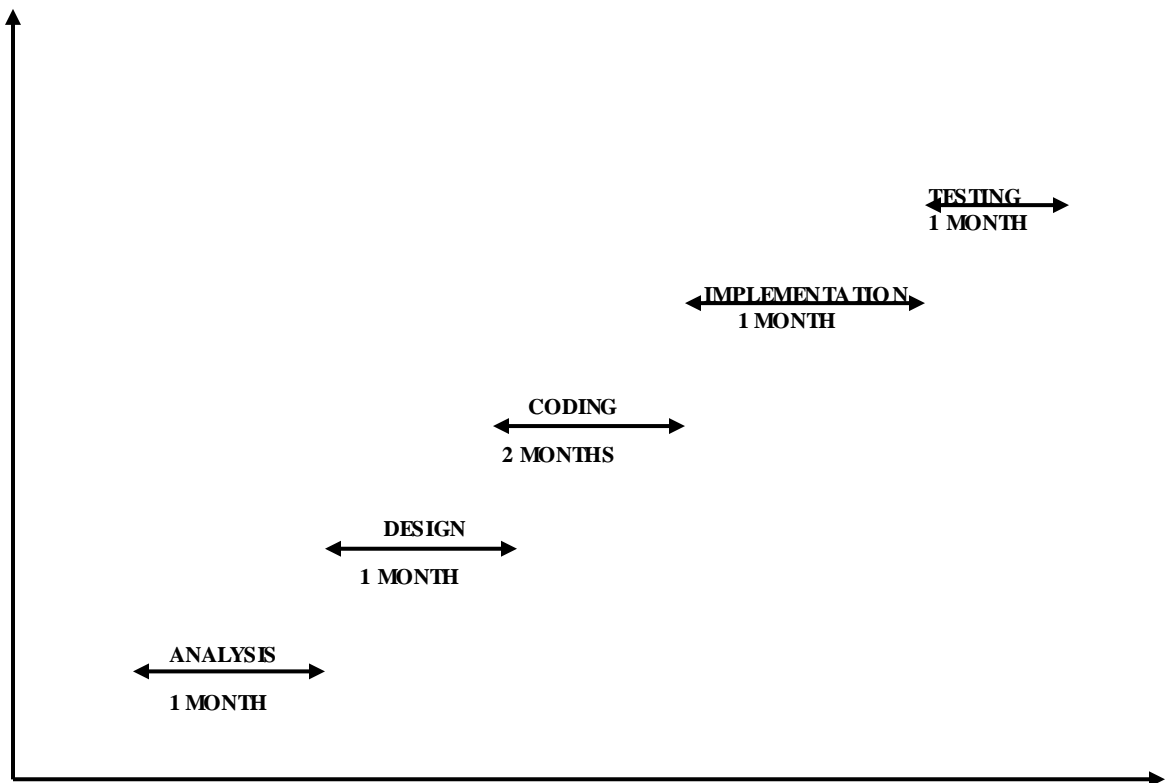 TESTING
1 MONTH
IMPLEMENTATION
1 MONTH
CODING
2 MONTHS
DESIGN
1 MONTH
ANALYSIS
1 MONTH